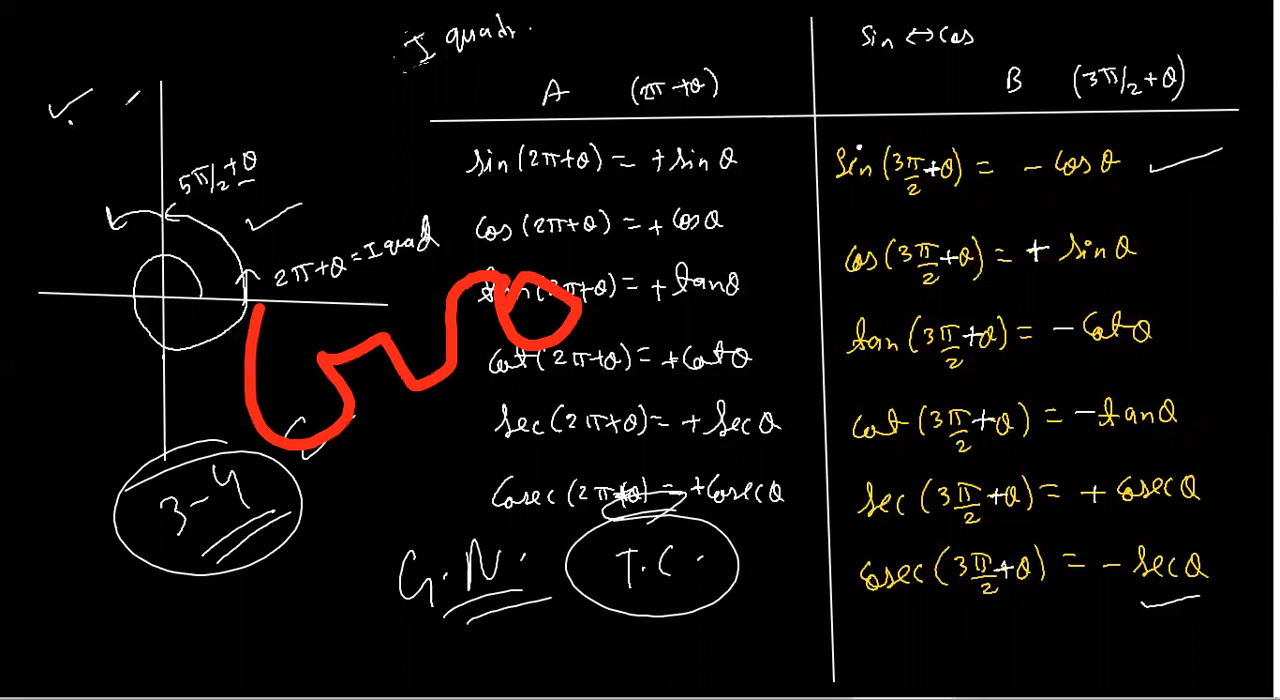 I quadr.
Sin ↔ Cos
A (2π+θ)
B (3π/2+θ)
5π/2+θ
2π+θ = I quad
sin(2π+θ) = +sinθ
cos(2π+θ) = +cosθ
(2π+θ) = +tanθ
cot(2π+θ) = +cotθ
sec(2π+θ) = +secθ
cosec(2π+θ) = +cosecθ
sin(3π/2+θ) = -cosθ
cos(3π/2+θ) = + sinθ
tan(3π/2+θ) = -cotθ
cot(3π/2+θ) = -tanθ
sec(3π/2+θ) = + cosecθ
cosec(3π/2+θ) = - secθ
3-4
G.N.
T.C.